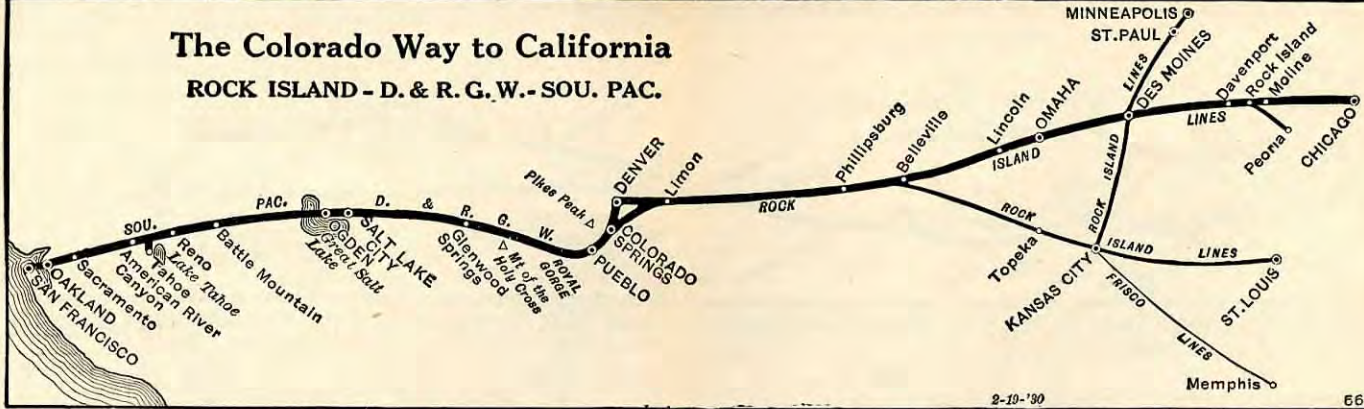 The Colorado Way to California
ROCK ISLAND - D. & R. G. W. - SOU. PAC.
MINNEAPOLIS
ST. PAUL
LINES
DES MOINES
Davenport
Rock Island
Moline
LINES
Peoria
CHICAGO
OMAHA
Lincoln
ISLAND
Belleville
Phillipsburg
ROCK
Limon
DENVER
Pikes Peak
COLORADO
SPRINGS
PUEBLO
ROYAL
GORGE
D. & R. G. W.
Mt of the
Holy Cross
Glenwood
Springs
SALT LAKE
CITY
OGDEN
Great Salt
Lake
SOU. PAC.
Battle Mountain
Reno
Lake Tahoe
Tahoe
American River
Canyon
Sacramento
OAKLAND
SAN FRANCISCO
ROCK
ISLAND
ROCK
ISLAND
LINES
Topeka
KANSAS CITY
ST. LOUIS
FRISCO
LINES
Memphis
2-19-'30